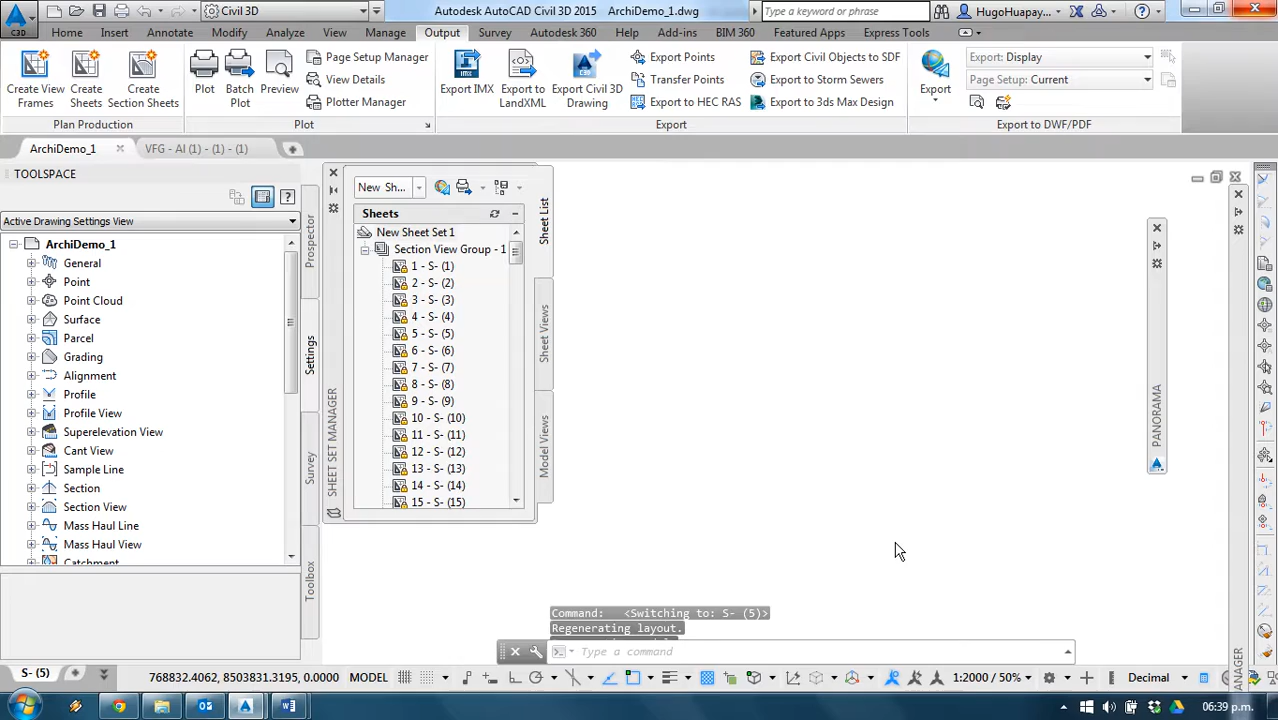 Civil 3D
Autodesk AutoCAD Civil 3D 2015 ArchiDemo_1.dwg
Type a keyword or phrase
HugoHuapay...
C3D
Home Insert Annotate Modify Analyze View Manage Output Survey Autodesk 360 Help Add-ins BIM 360 Featured Apps Express Tools
Create View Frames
Create Sheets
Create Section Sheets
Plan Production
Plot
Batch Plot
Preview
Page Setup Manager
View Details
Plotter Manager
Plot
Export IMX
Export to LandXML
Export Civil 3D Drawing
Export Points
Transfer Points
Export to HEC RAS
Export Civil Objects to SDF
Export to Storm Sewers
Export to 3ds Max Design
Export
Export
Export: Display
Page Setup: Current
Export to DWF/PDF
ArchiDemo_1
VFG - AI (1) - (1) - (1)
TOOLSPACE
Active Drawing Settings View
ArchiDemo_1
General
Point
Point Cloud
Surface
Parcel
Grading
Alignment
Profile
Profile View
Superelevation View
Cant View
Sample Line
Section
Section View
Mass Haul Line
Mass Haul View
Catchment
Prospector
Settings
Survey
Toolbox
New Sh...
Sheets
New Sheet Set 1
Section View Group - 1
1 - S- (1)
2 - S- (2)
3 - S- (3)
4 - S- (4)
5 - S- (5)
6 - S- (6)
7 - S- (7)
8 - S- (8)
9 - S- (9)
10 - S- (10)
11 - S- (11)
12 - S- (12)
13 - S- (13)
14 - S- (14)
15 - S- (15)
SHEET SET MANAGER
Sheet List
Sheet Views
Model Views
PANORAMA
Command: <Switching to: S- (5)>
Regenerating layout.
Type a command
S- (5)
768832.4062, 8503831.3195, 0.0000 MODEL
1:2000 / 50%
Decimal
06:39 p.m.